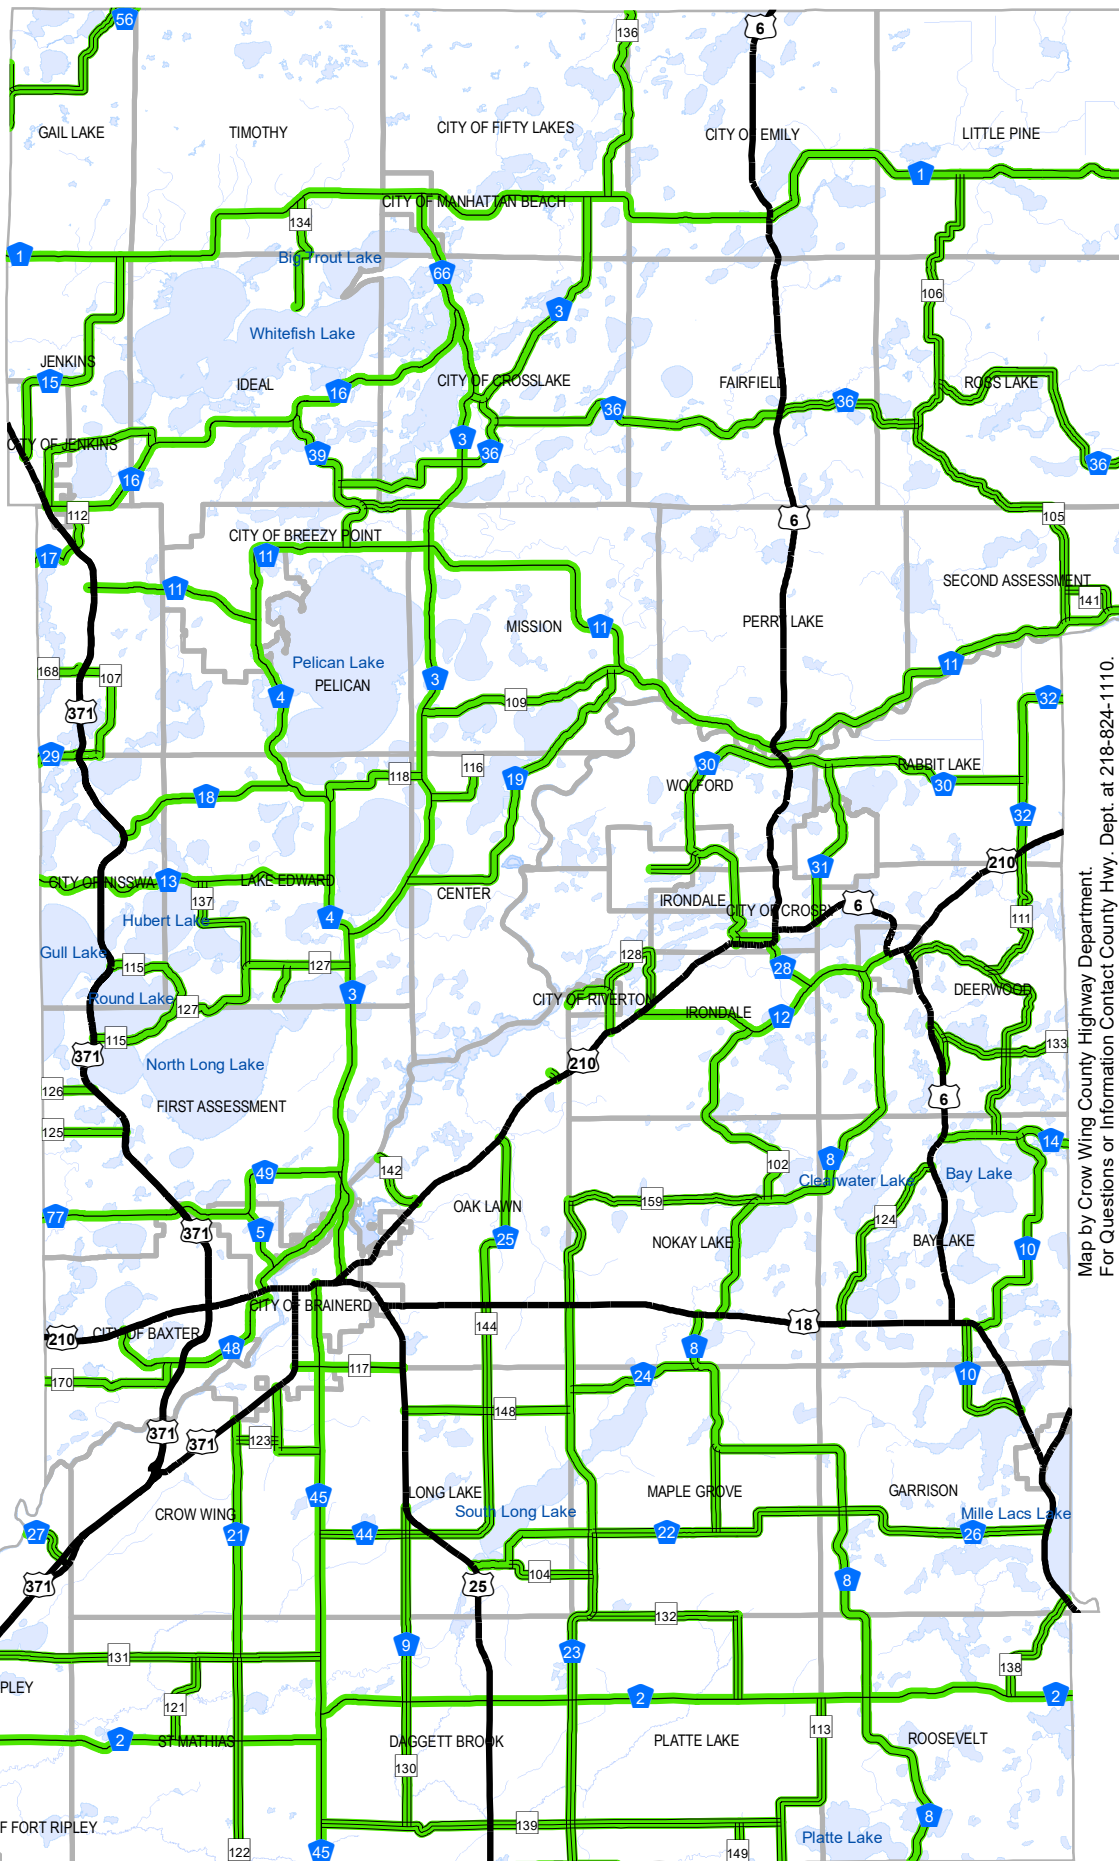 56
136
6
GAIL LAKE
TIMOTHY
CITY OF FIFTY LAKES
CITY OF EMILY
LITTLE PINE
1
CITY OF MANHATTAN BEACH
134
1
Big Trout Lake
66
106
3
Whitefish Lake
JENKINS
15
IDEAL
16
CITY OF CROSSLAKE
FAIRFIELD
ROSS LAKE
36
36
CITY OF JENKINS
3
39
36
36
16
112
6
105
CITY OF BREEZY POINT
17
11
11
SECOND ASSESSMENT
141
MISSION
11
PERRY LAKE
Pelican Lake
PELICAN
11
168
107
3
4
109
32
371
29
118
116
19
30
RABBIT LAKE
WOLFORD
30
18
32
210
31
CITY OF NISSWA
13
LAKE EDWARD
CENTER
137
IRONDALE
CITY OF CROSBY
6
Hubert Lake
4
111
Gull Lake
115
127
128
28
Round Lake
127
3
CITY OF RIVERTON
DEERWOOD
IRONDALE
12
115
371
North Long Lake
210
133
126
6
FIRST ASSESSMENT
125
14
142
102
8
49
Clearwater Lake
Bay Lake
159
OAK LAWN
77
371
5
124
25
NOKAY LAKE
BAY LAKE
10
CITY OF BRAINERD
210
CITY OF BAXTER
144
18
48
8
117
24
10
170
148
371
371
123
LONG LAKE
MAPLE GROVE
GARRISON
45
CROW WING
South Long Lake
Mille Lacs Lake
27
21
44
22
26
104
371
25
8
132
9
23
131
138
PLEY
2
2
121
113
2
ST MATHIAS
DAGGETT BROOK
PLATTE LAKE
ROOSEVELT
130
8
F FORT RIPLEY
139
Platte Lake
122
45
149
Map by Crow Wing County Highway Department.
For Questions or Information Contact County Hwy. Dept. at 218-824-1110.